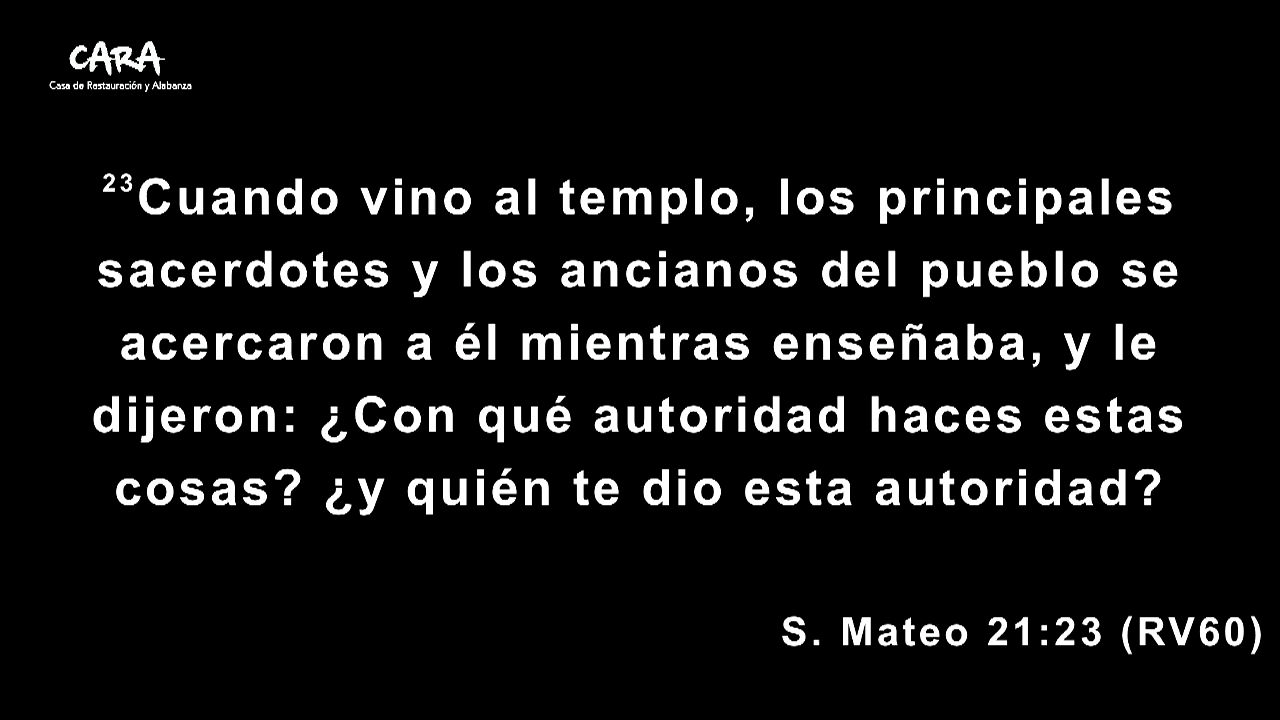 CARA
Casa de Restauración y Alabanza
23Cuando vino al templo, los principales
sacerdotes y los ancianos del pueblo se
acercaron a él mientras enseñaba, y le
dijeron: ¿Con qué autoridad haces estas
cosas? ¿y quién te dio esta autoridad?
S. Mateo 21:23 (RV60)